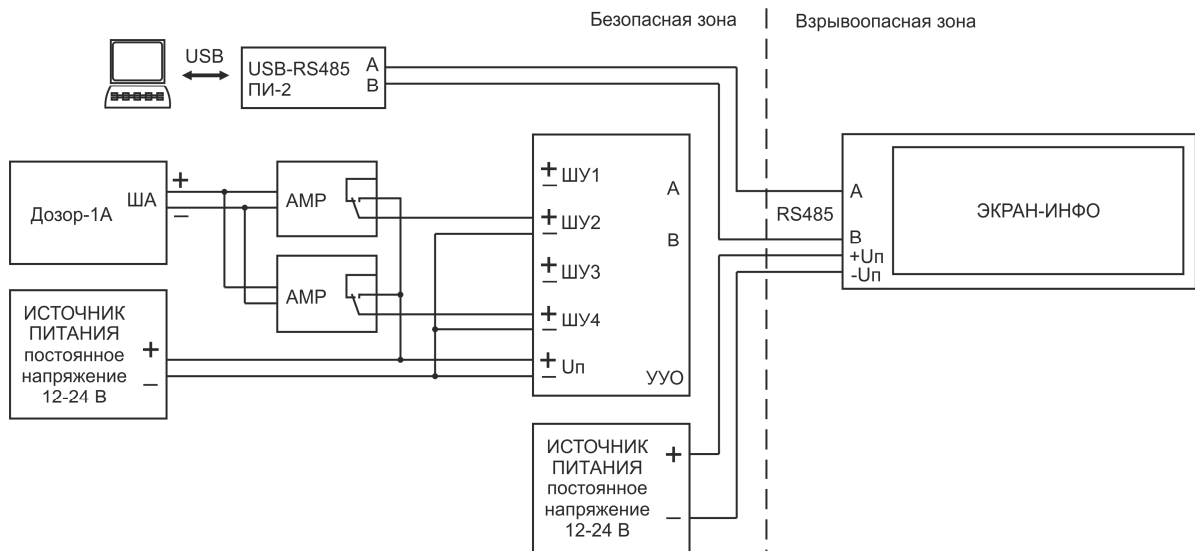 Безопасная зона
Взрывоопасная зона
USB
USB-RS485
ПИ-2
A
B
Дозор-1А
ША
+
−
АМР
АМР
+
− ШУ1
+
− ШУ2
+
− ШУ3
+
− ШУ4
+
− Uп
A
B
УУО
RS485
A
B
+Uп
-Uп
ЭКРАН-ИНФО
ИСТОЧНИК
ПИТАНИЯ
постоянное
напряжение
12-24 В
+
−
ИСТОЧНИК
ПИТАНИЯ
постоянное
напряжение
12-24 В
+
−